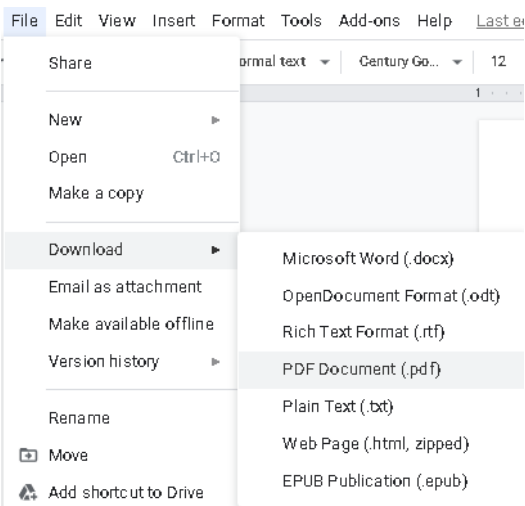 File Edit View Insert Format Tools Add-ons Help Last e
Share
ormal text Century Go... 12
1
New
Open Ctrl+O
Make a copy
Download
Email as attachment
Make available offline
Version history
Rename
Move
Add shortcut to Drive
Microsoft Word (.docx)
OpenDocument Format (.odt)
Rich Text Format (.rtf)
PDF Document (.pdf)
Plain Text (.txt)
Web Page (.html, zipped)
EPUB Publication (.epub)